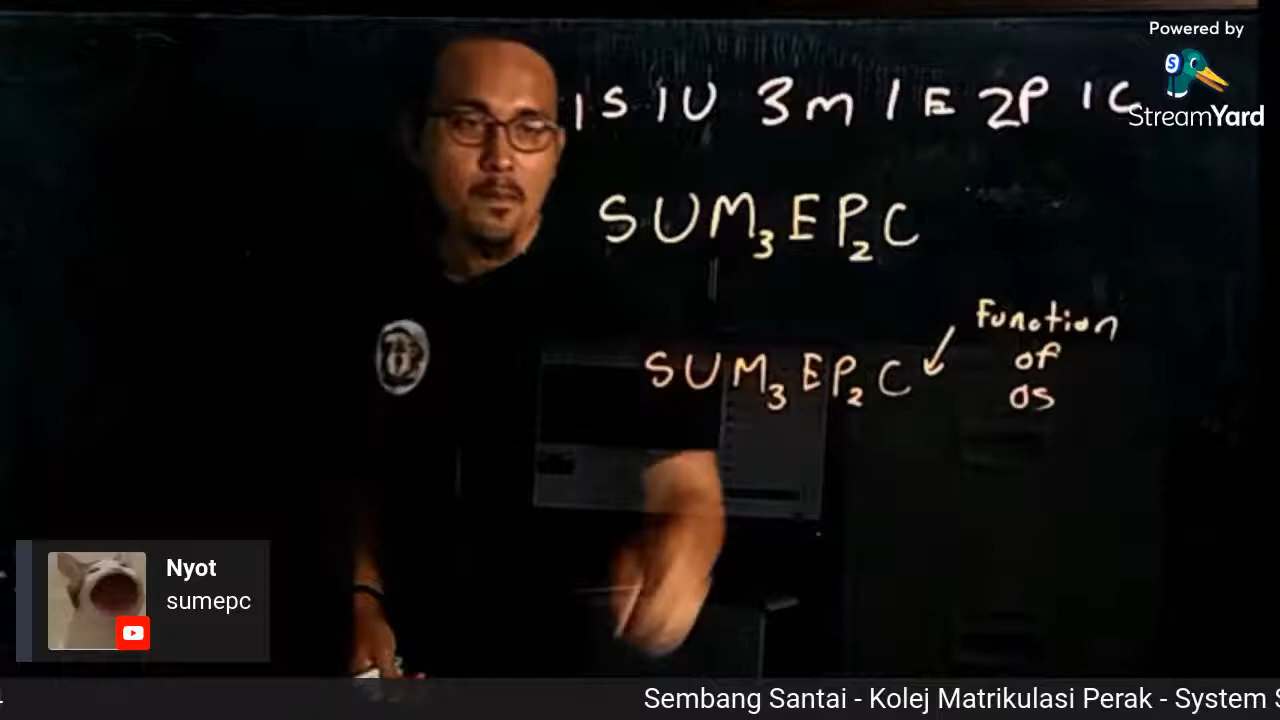 Powered by
StreamYard
1S 1U 3m 1E 2P 1C
SUM₃EP₂C
Function
of
OS
SUM₃EP₂C
Nyot
sumepc
Sembang Santai - Kolej Matrikulasi Perak - System